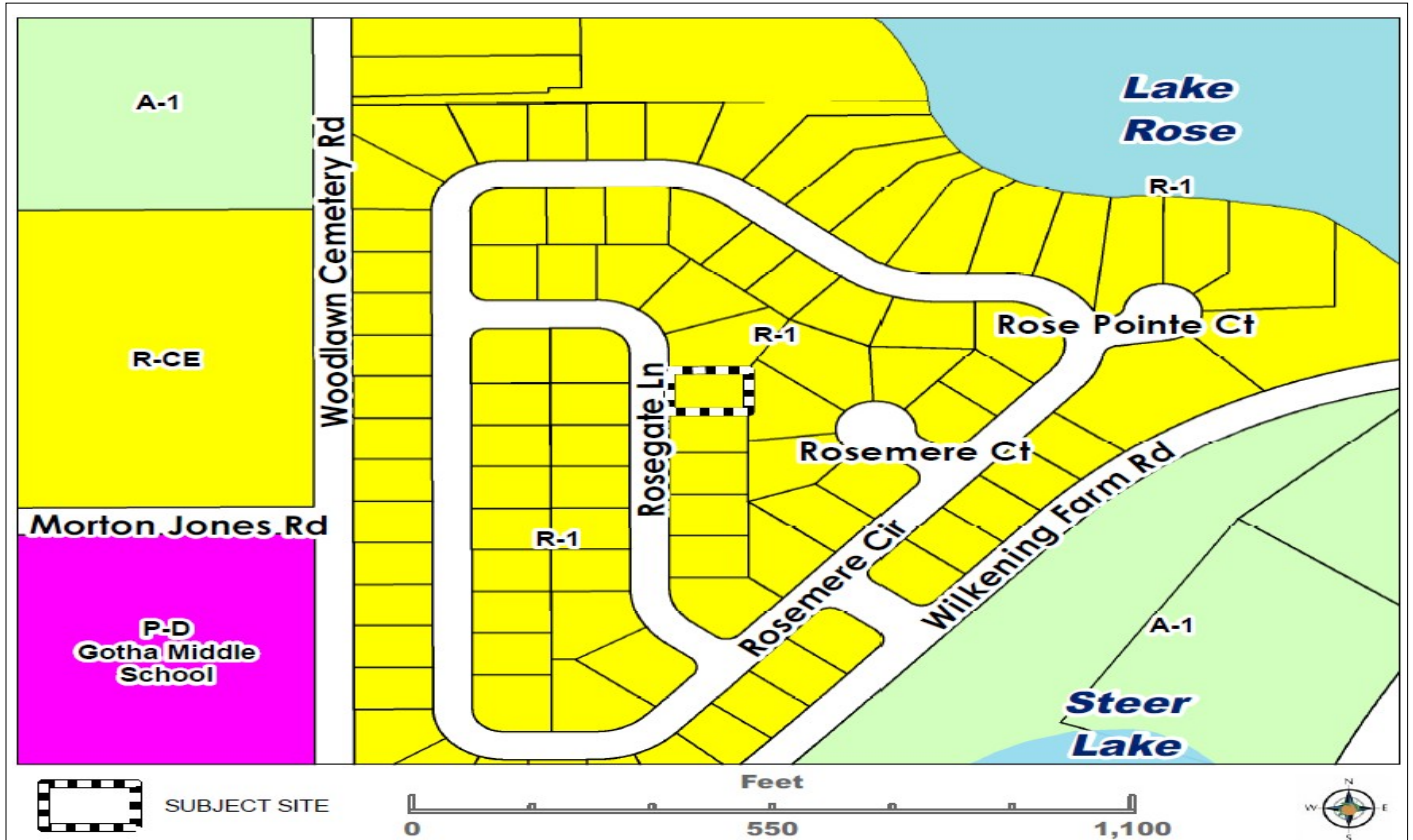 A-1
Lake
Rose
Woodlawn Cemetery Rd
R-1
R-CE
Rose Pointe Ct
R-1
Rosegate Ln
Rosemere Ct
Morton Jones Rd
R-1
Rosemere Cir
Wilkening Farm Rd
P-D
Gotha Middle
School
A-1
Steer
Lake
SUBJECT SITE
Feet
0
550
1,100
N
W
E
S